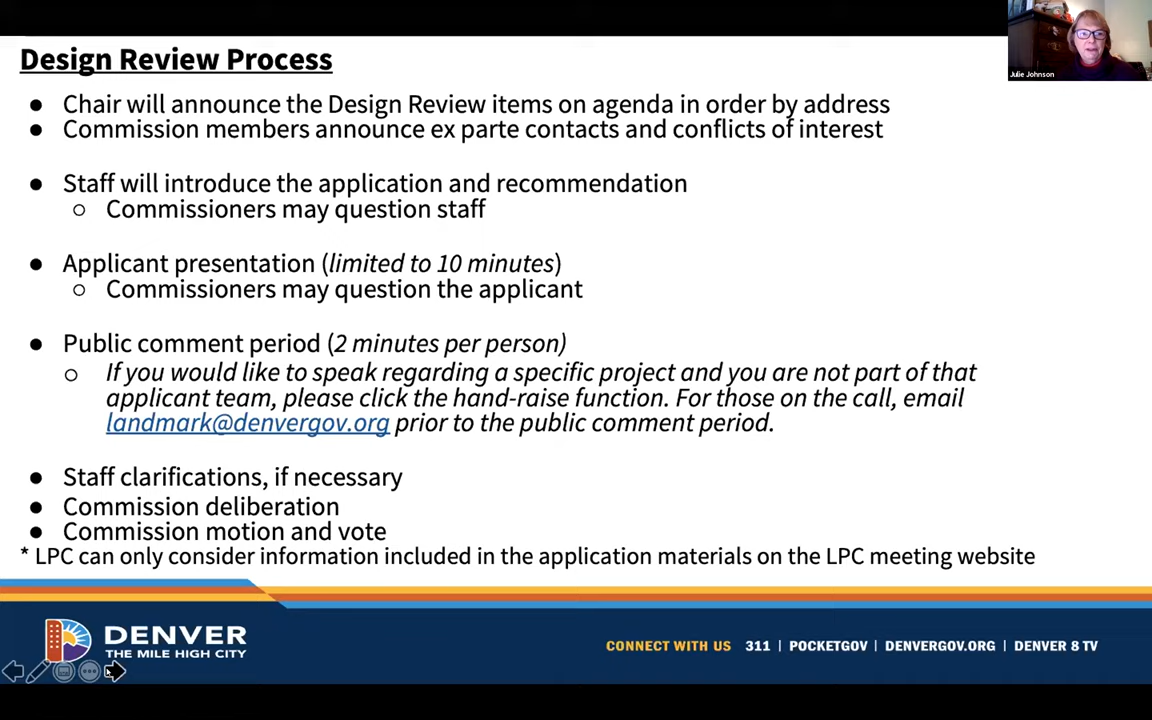 Design Review Process
Julie Johnson
● Chair will announce the Design Review items on agenda in order by address
● Commission members announce ex parte contacts and conflicts of interest
● Staff will introduce the application and recommendation
○ Commissioners may question staff
● Applicant presentation (limited to 10 minutes)
○ Commissioners may question the applicant
● Public comment period (2 minutes per person)
○ If you would like to speak regarding a specific project and you are not part of that
applicant team, please click the hand-raise function. For those on the call, email
landmark@denvergov.org prior to the public comment period.
● Staff clarifications, if necessary
● Commission deliberation
● Commission motion and vote
* LPC can only consider information included in the application materials on the LPC meeting website
DENVER
THE MILE HIGH CITY
CONNECT WITH US 311 | POCKETGOV | DENVERGOV.ORG | DENVER 8 TV